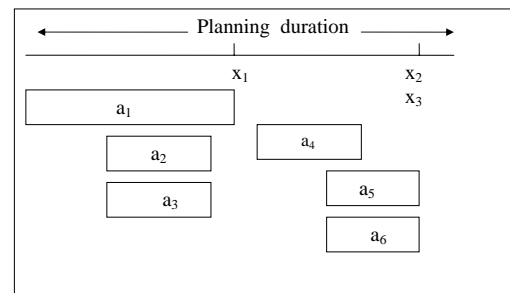 Planning duration
x₁ x₂
x₃
a₁
a₄
a₂
a₅
a₃
a₆